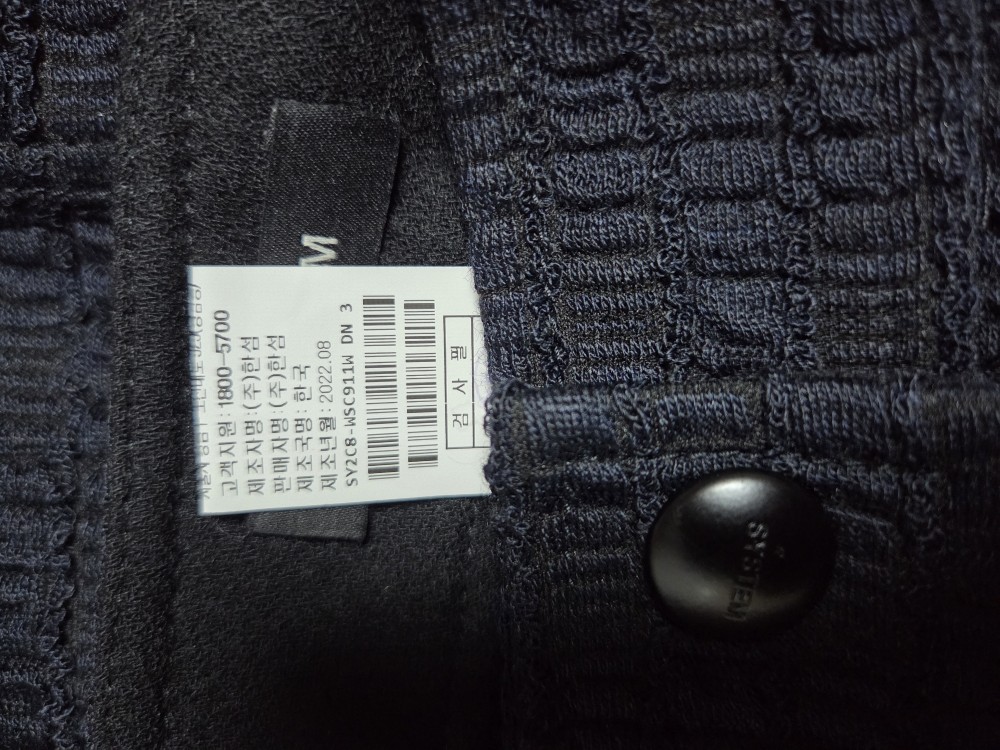 M
고객지원:1800-5700
제조자명:(주)한섬
판매자명:(주)한섬
제조국명:한국
제조년월:2022.08
SY2C8-WSC911W DN 3
검 사 필
SYSTEM